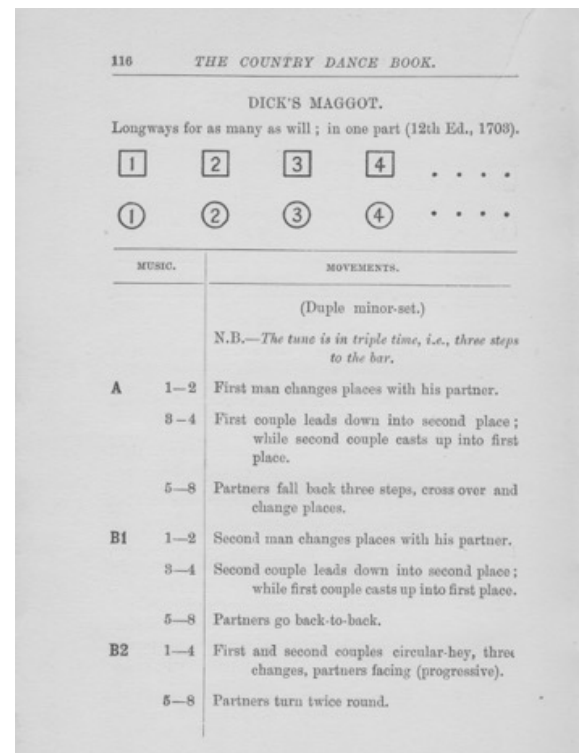 116 THE COUNTRY DANCE BOOK.
DICK'S MAGGOT.
Longways for as many as will ; in one part (12th Ed., 1703).
1 2 3 4 . . . .
1 2 3 4 . . . .
MUSIC. MOVEMENTS.
(Duple minor-set.)
N.B.—The tune is in triple time, i.e., three steps
to the bar.
A 1—2 First man changes places with his partner.
3—4 First couple leads down into second place ;
while second couple casts up into first
place.
5—8 Partners fall back three steps, cross over and
change places.
B1 1—2 Second man changes places with his partner.
3—4 Second couple leads down into second place ;
while first couple casts up into first place.
5—8 Partners go back-to-back.
B2 1—4 First and second couples circular-hey, three
changes, partners facing (progressive).
5—8 Partners turn twice round.